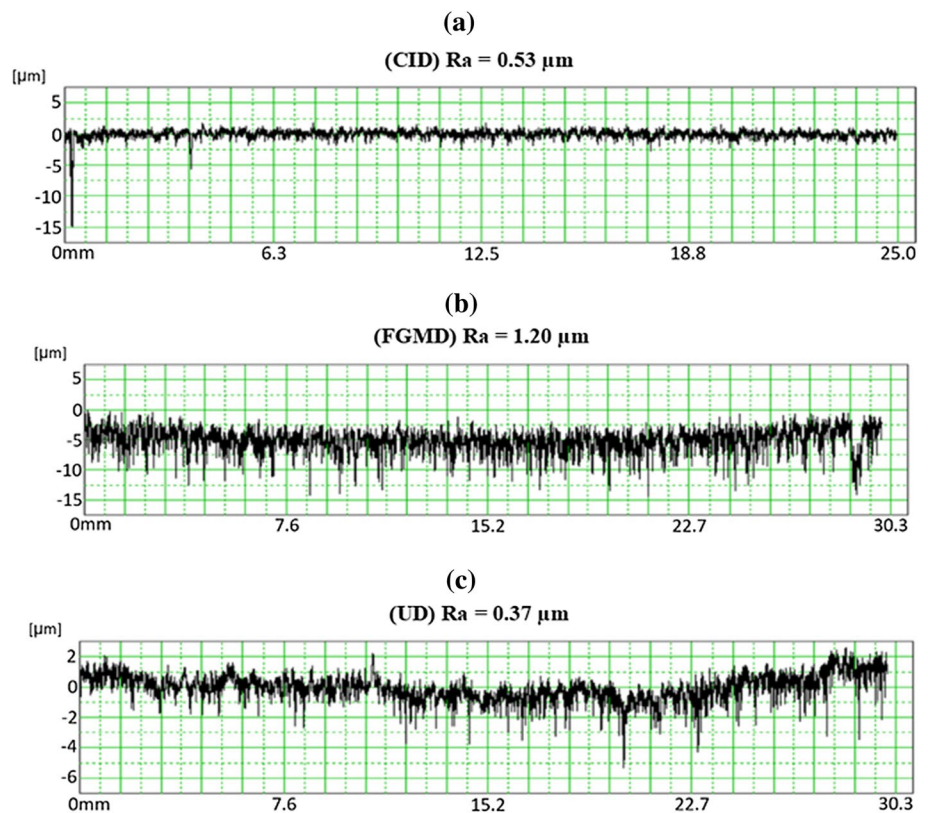 (a)
(CID) Ra = 0.53 µm
[µm]
5
0
-5
-10
-15
0mm 6.3 12.5 18.8 25.0
(b)
(FGMD) Ra = 1.20 µm
[µm]
5
0
-5
-10
-15
0mm 7.6 15.2 22.7 30.3
(c)
(UD) Ra = 0.37 µm
[µm]
2
0
-2
-4
-6
0mm 7.6 15.2 22.7 30.3